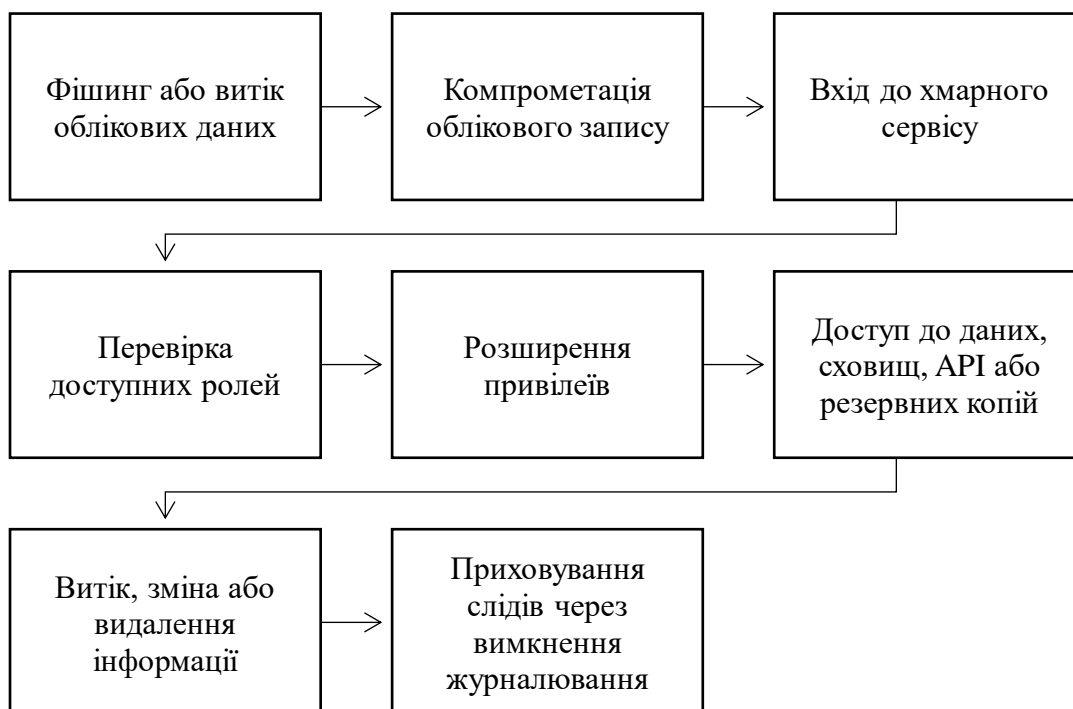 Фішинг або витік
облікових даних
Компрометація
облікового запису
Вхід до хмарного
сервісу
Перевірка
доступних ролей
Розширення
привілеїв
Доступ до даних,
сховищ, API або
резервних копій
Витік, зміна або
видалення
інформації
Приховування
слідів через
вимкнення
журналювання